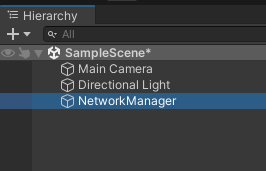 Hierarchy
All
SampleScene*
Main Camera
Directional Light
NetworkManager